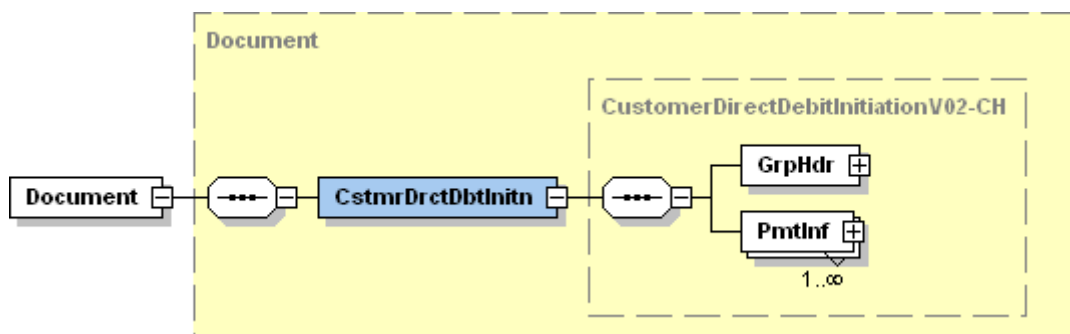 Document
CustomerDirectDebitInitiationV02-CH
GrpHdr
Document
CstmrDrctDbtInitn
PmtInf
1..∞